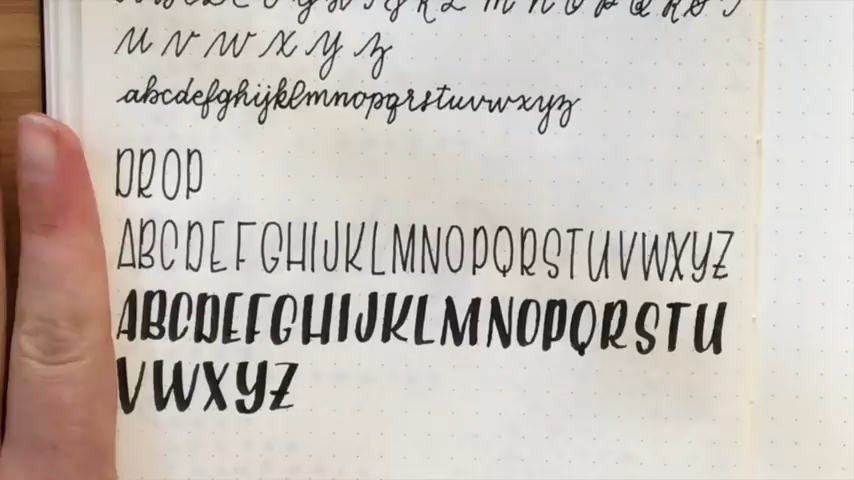 u v w x y z
abcdefghijklmnopqrstuvwxyz
DROP
ABCDEFGHIJKLMNOPQRSTUVWXYZ
ABCDEFGHIJKLMNOPQRSTU
VWXYZ